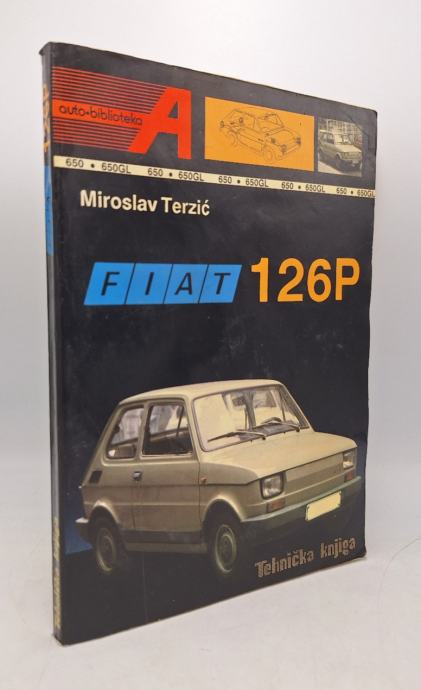 auto•biblioteka
A
650 • 650GL 650 • 650GL 650 • 650GL 650 • 650GL 650 • 650GL
Miroslav Terzić
FIAT 126P
Tehnička knjiga